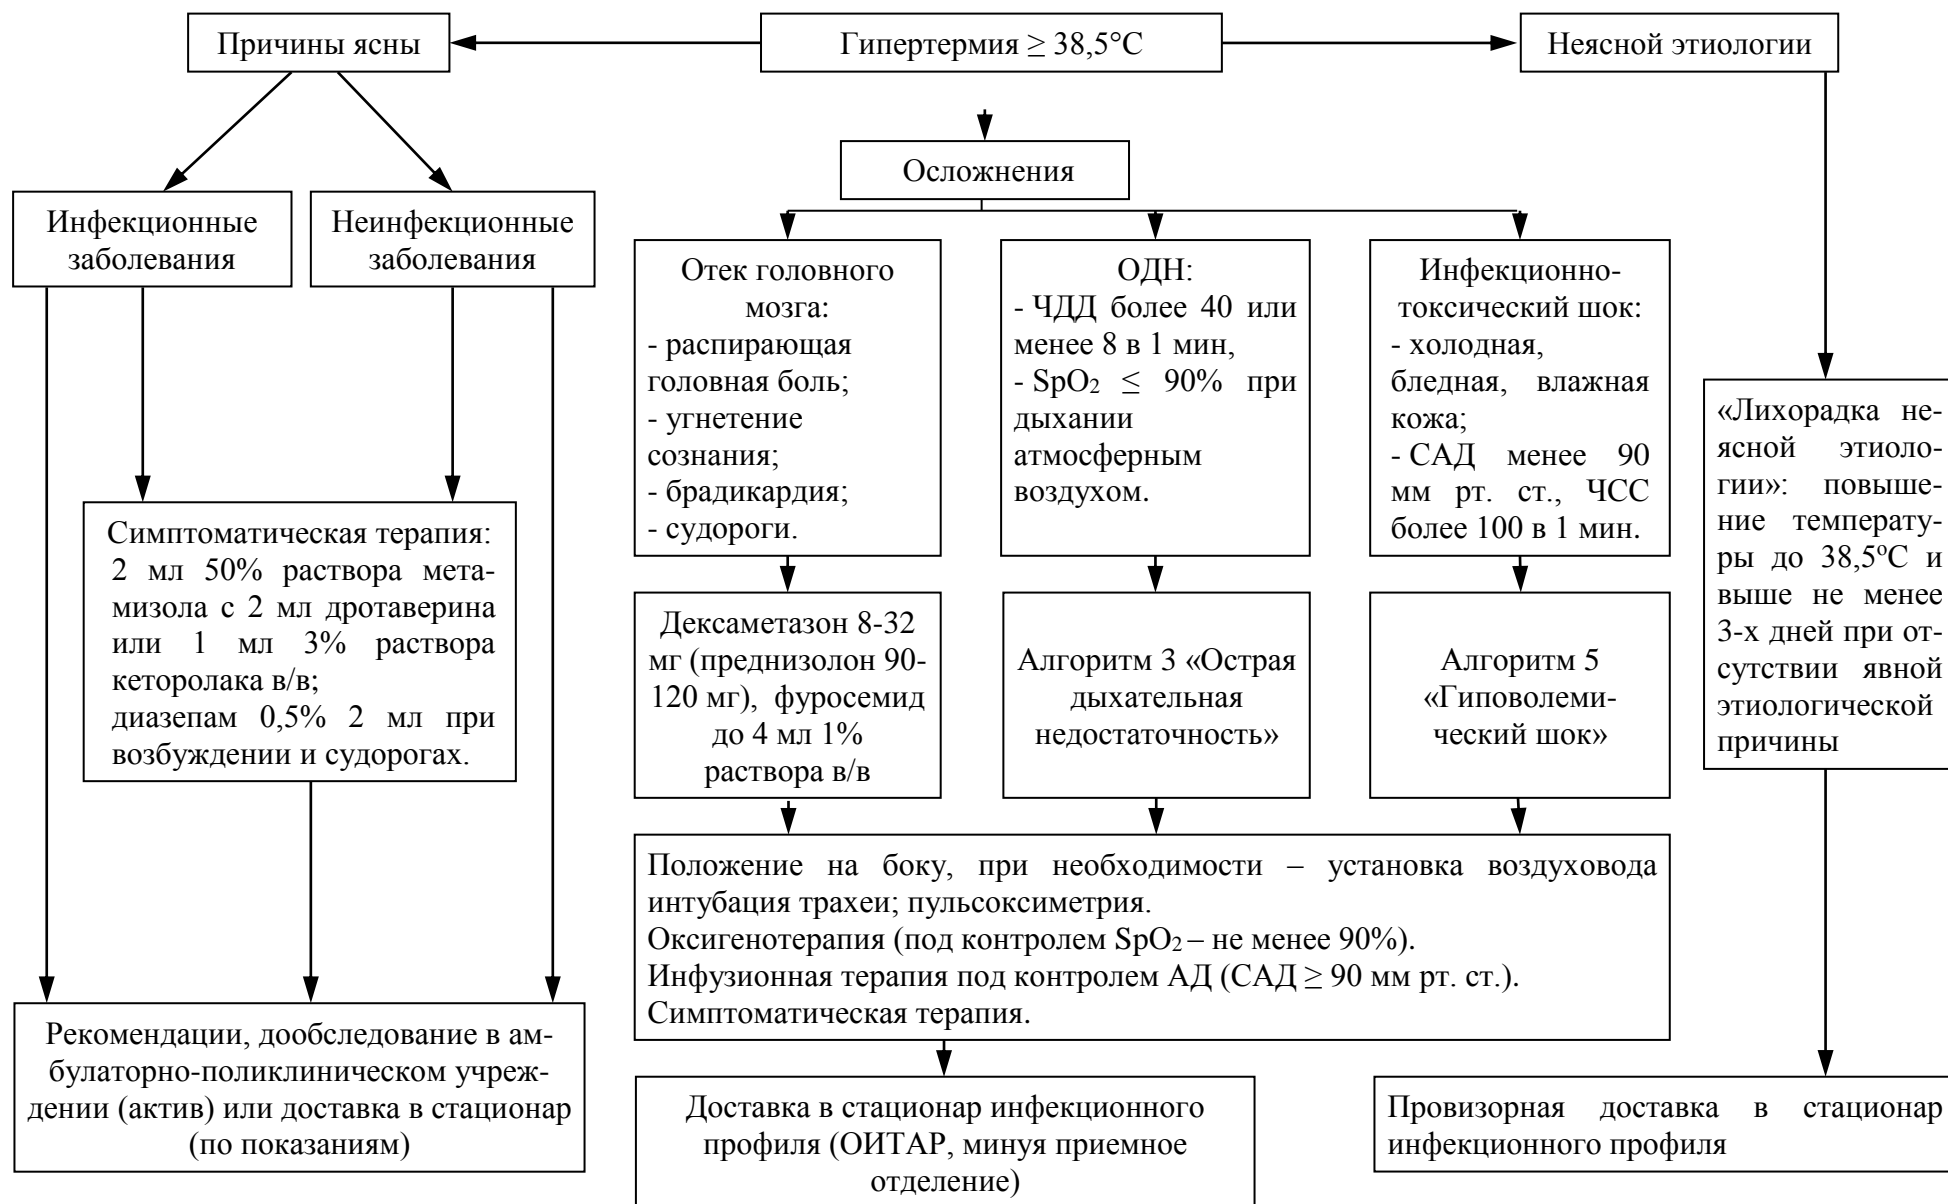 Причины ясны
Гипертермия ≥ 38,5°С
Неясной этиологии
Осложнения
Инфекционные
заболевания
Неинфекционные
заболевания
Отек головного
мозга:
- распирающая
головная боль;
- угнетение
сознания;
- брадикардия;
- судороги.
ОДН:
- ЧДД более 40 или
менее 8 в 1 мин,
- SpO₂ ≤ 90% при
дыхании
атмосферным
воздухом.
Инфекционно-
токсический шок:
- холодная,
бледная, влажная
кожа;
- САД менее 90
мм рт. ст., ЧСС
более 100 в 1 мин.
«Лихорадка не-
ясной этиоло-
гии»: повыше-
ние температу-
ры до 38,5ºС и
выше не менее
3-х дней при от-
сутствии явной
этиологической
причины
Симптоматическая терапия:
2 мл 50% раствора мета-
мизола с 2 мл дротаверина
или 1 мл 3% раствора
кеторолака в/в;
диазепам 0,5% 2 мл при
возбуждении и судорогах.
Дексаметазон 8-32
мг (преднизолон 90-
120 мг), фуросемид
до 4 мл 1%
раствора в/в
Алгоритм 3 «Острая
дыхательная
недостаточность»
Алгоритм 5
«Гиповолеми-
ческий шок»
Положение на боку, при необходимости – установка воздуховода
интубация трахеи; пульсоксиметрия.
Оксигенотерапия (под контролем SpO₂ – не менее 90%).
Инфузионная терапия под контролем АД (САД ≥ 90 мм рт. ст.).
Симптоматическая терапия.
Рекомендации, дообследование в ам-
булаторно-поликлиническом учреж-
дении (актив) или доставка в стационар
(по показаниям)
Доставка в стационар инфекционного
профиля (ОИТАР, минуя приемное
отделение)
Провизорная доставка в стационар
инфекционного профиля